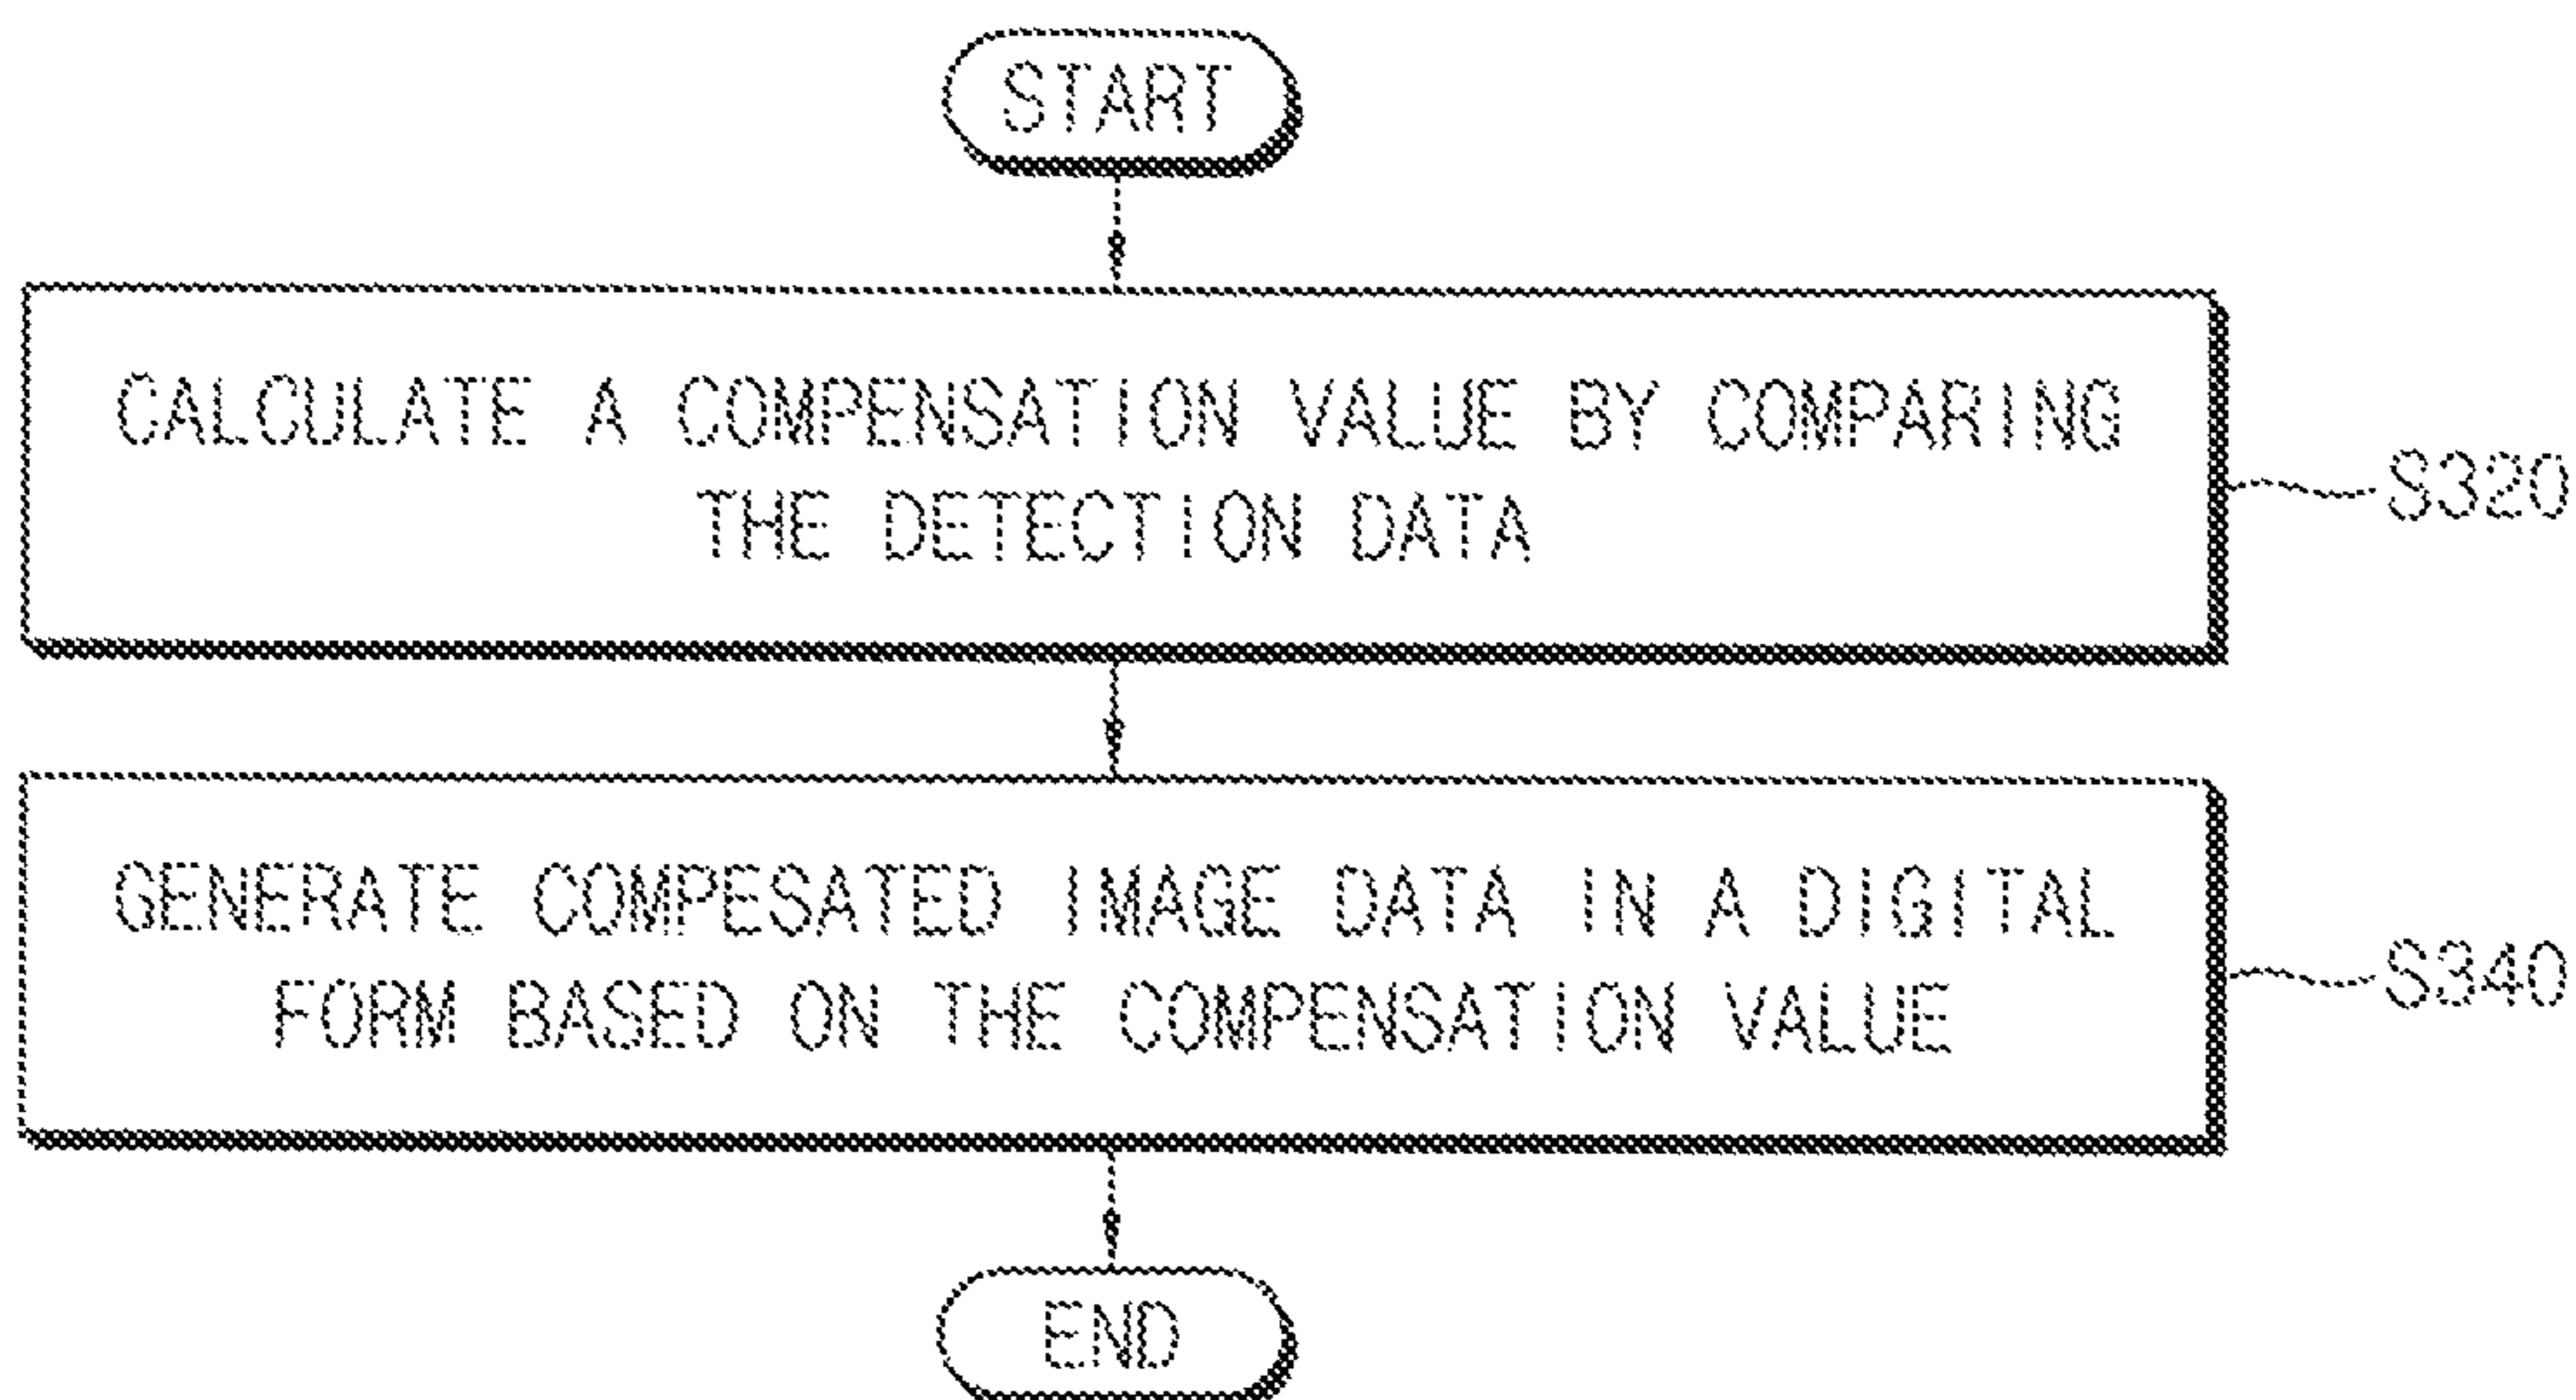 START
CALCULATE A COMPENSATION VALUE BY COMPARING
THE DETECTION DATA
S320
GENERATE COMPESATED IMAGE DATA IN A DIGITAL
FORM BASED ON THE COMPENSATION VALUE
S340
END